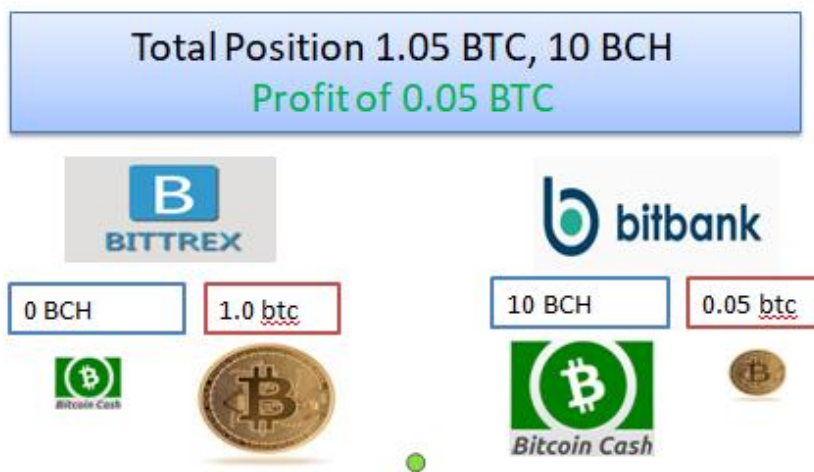 Total Position 1.05 BTC, 10 BCH
Profit of 0.05 BTC
B
BITTREX
bitbank
0 BCH
1.0 btc
10 BCH
0.05 btc
Bitcoin Cash
Bitcoin Cash